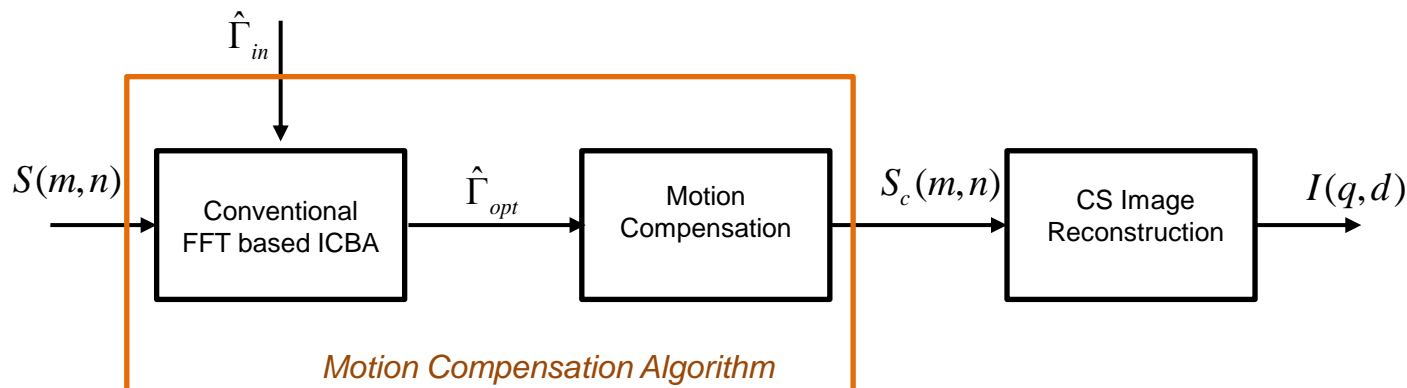 Γ̂_in
S(m,n)
Conventional
FFT based ICBA
Γ̂_opt
Motion
Compensation
S_c(m,n)
CS Image
Reconstruction
I(q,d)
Motion Compensation Algorithm